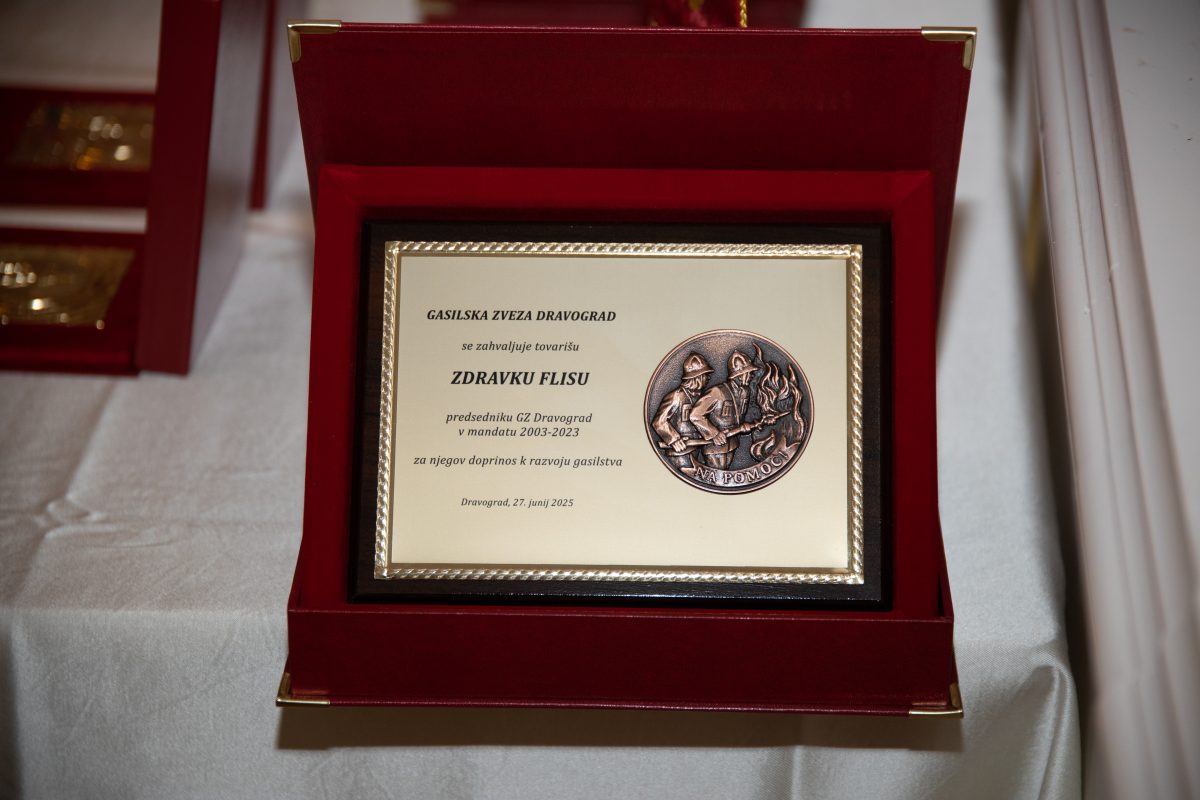 GASILSKA ZVEZA DRAVOGRAD
se zahvaljuje tovarišu
ZDRAVKU FLISU
predsedniku GZ Dravograd
v mandatu 2003-2023
za njegov doprinos k razvoju gasilstva
Dravograd, 27. junij 2025
NA POMOČ